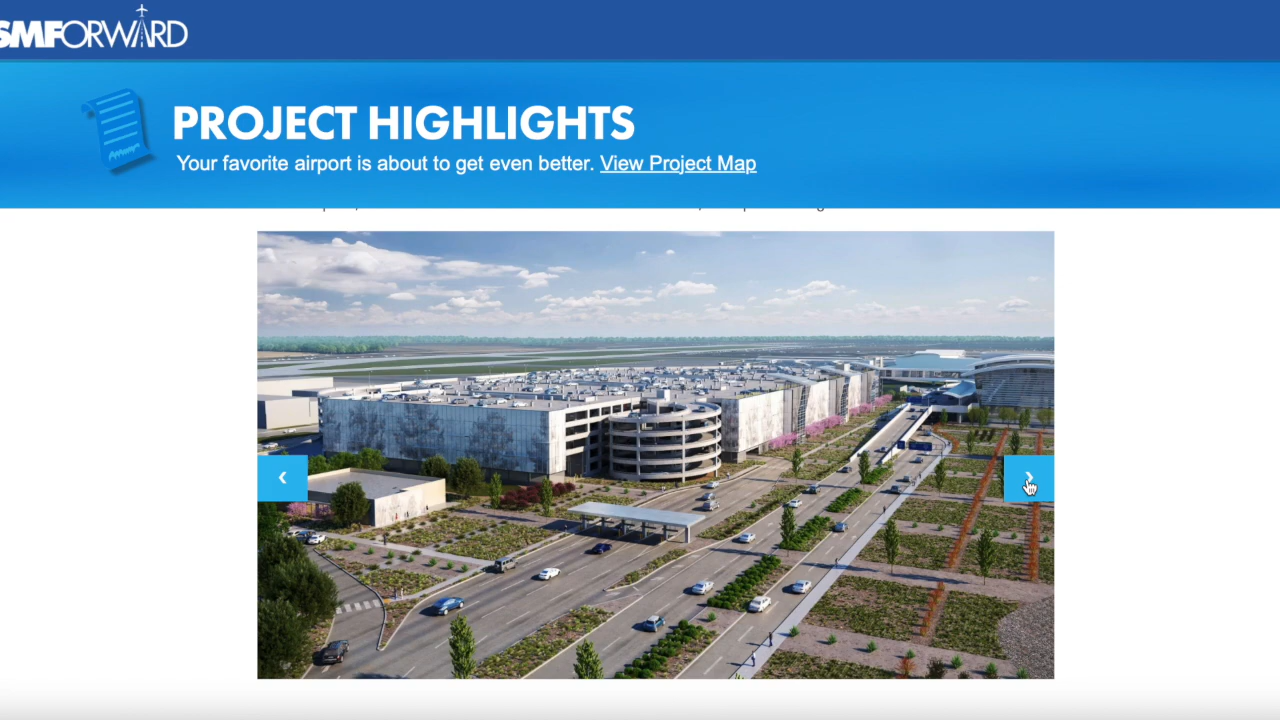 SMFORWARD
PROJECT HIGHLIGHTS
Your favorite airport is about to get even better. View Project Map